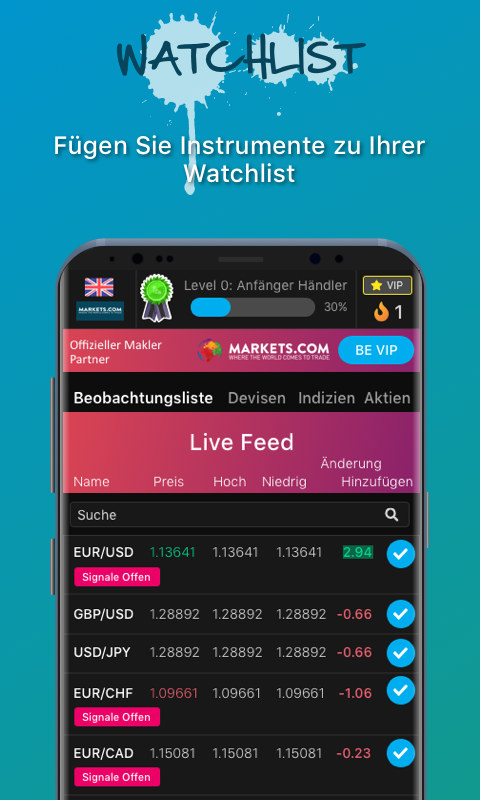 WATCHLIST
Fügen Sie Instrumente zu Ihrer
Watchlist
MARKETS.COM
Level 0: Anfänger Händler
30%
VIP
1
Offizieller Makler
Partner
MARKETS.COM
WHERE THE WORLD COMES TO TRADE
BE VIP
Beobachtungsliste Devisen Indizien Aktien
Live Feed
Name Preis Hoch Niedrig Änderung Hinzufügen
Suche
EUR/USD 1.13641 1.13641 1.13641 2.94
Signale Offen
GBP/USD 1.28892 1.28892 1.28892 -0.66
USD/JPY 1.28892 1.28892 1.28892 -0.66
EUR/CHF 1.09661 1.09661 1.09661 -1.06
Signale Offen
EUR/CAD 1.15081 1.15081 1.15081 -0.23
Signale Offen